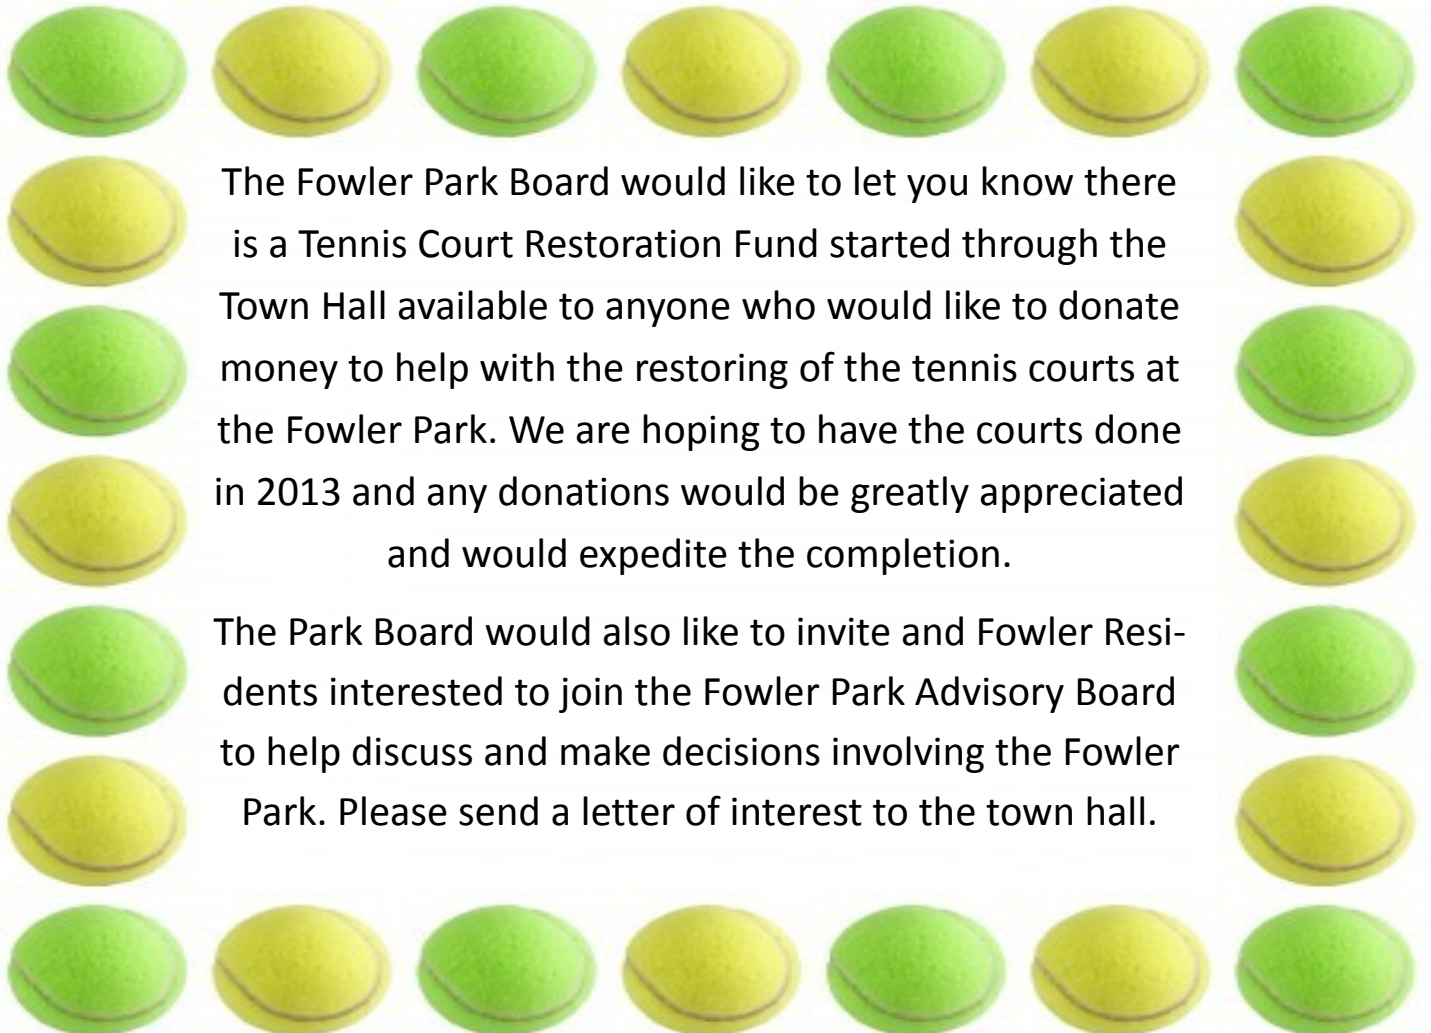 The Fowler Park Board would like to let you know there
is a Tennis Court Restoration Fund started through the
Town Hall available to anyone who would like to donate
money to help with the restoring of the tennis courts at
the Fowler Park. We are hoping to have the courts done
in 2013 and any donations would be greatly appreciated
and would expedite the completion.
The Park Board would also like to invite and Fowler Resi-
dents interested to join the Fowler Park Advisory Board
to help discuss and make decisions involving the Fowler
Park. Please send a letter of interest to the town hall.